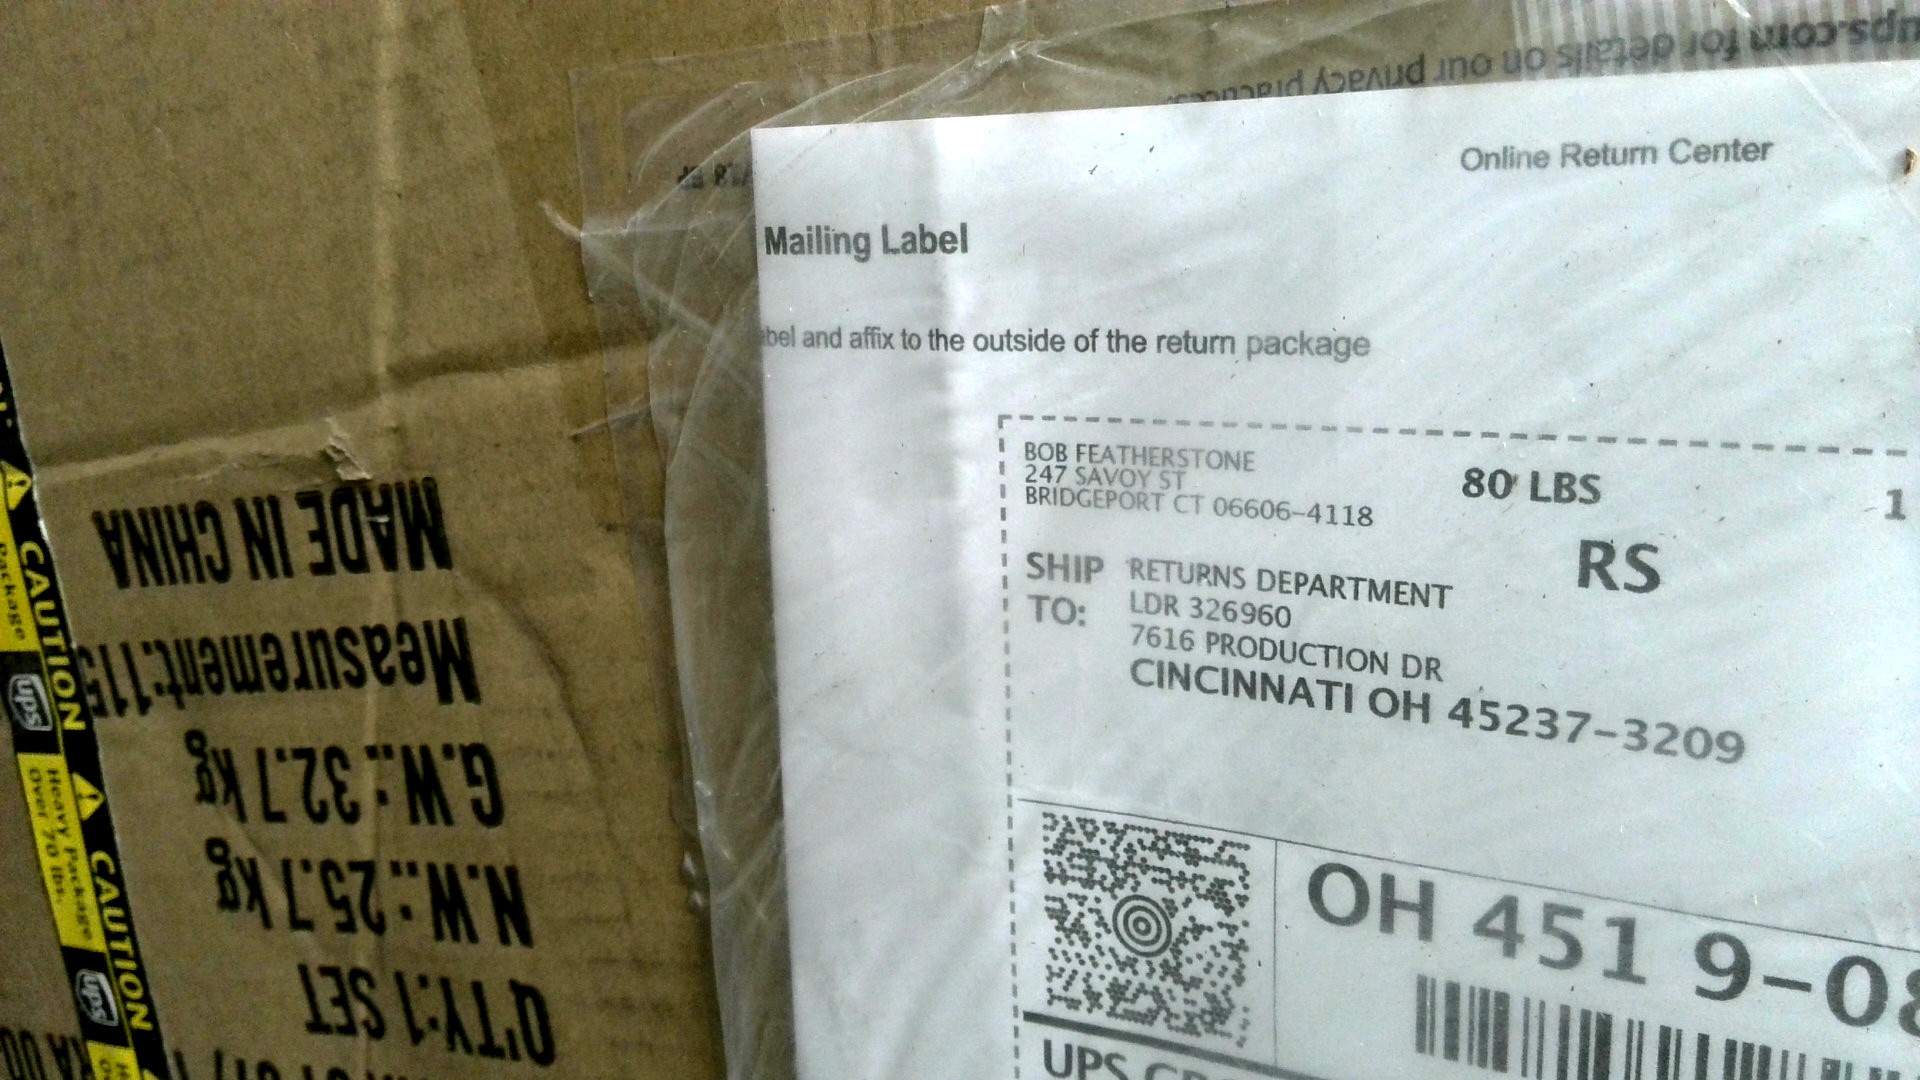 ups.com for details on our privacy practices.
Online Return Center
Mailing Label
bel and affix to the outside of the return package
BOB FEATHERSTONE
247 SAVOY ST
BRIDGEPORT CT 06606-4118
80 LBS
1
RS
SHIP TO:
RETURNS DEPARTMENT
LDR 326960
7616 PRODUCTION DR
CINCINNATI OH 45237-3209
OH 451 9-08
UPS
MADE IN CHINA
Measurement:115
G.W.: 32.7 kg
N.W.: 25.7 kg
Q'TY:1 SET
CAUTION
Package
ups
CAUTION
Heavy Package
Over 70 lbs.
ups